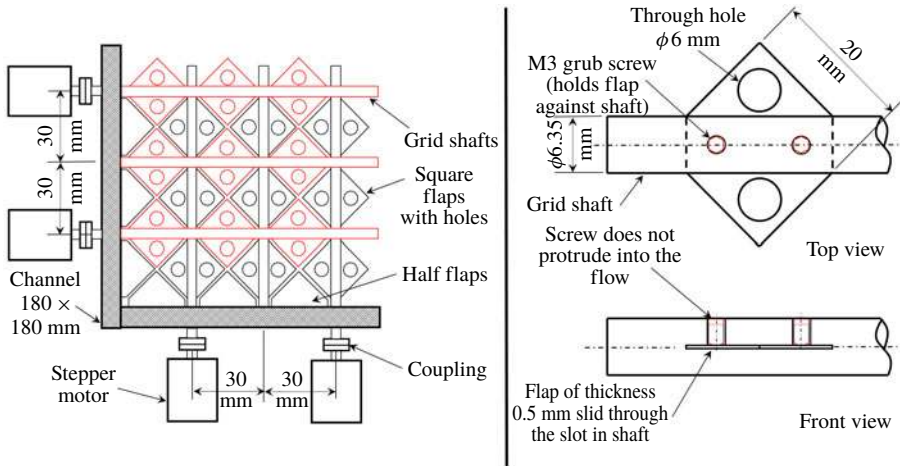 30
mm
30
mm
Channel
180 ×
180 mm
Stepper
motor
30
mm
30
mm
Grid shafts
Square
flaps
with holes
Half flaps
Coupling
Through hole
ϕ6 mm
20
mm
M3 grub screw
(holds flap
against shaft)
ϕ6.35
mm
Grid shaft
Top view
Screw does not
protrude into the
flow
Flap of thickness
0.5 mm slid through
the slot in shaft
Front view